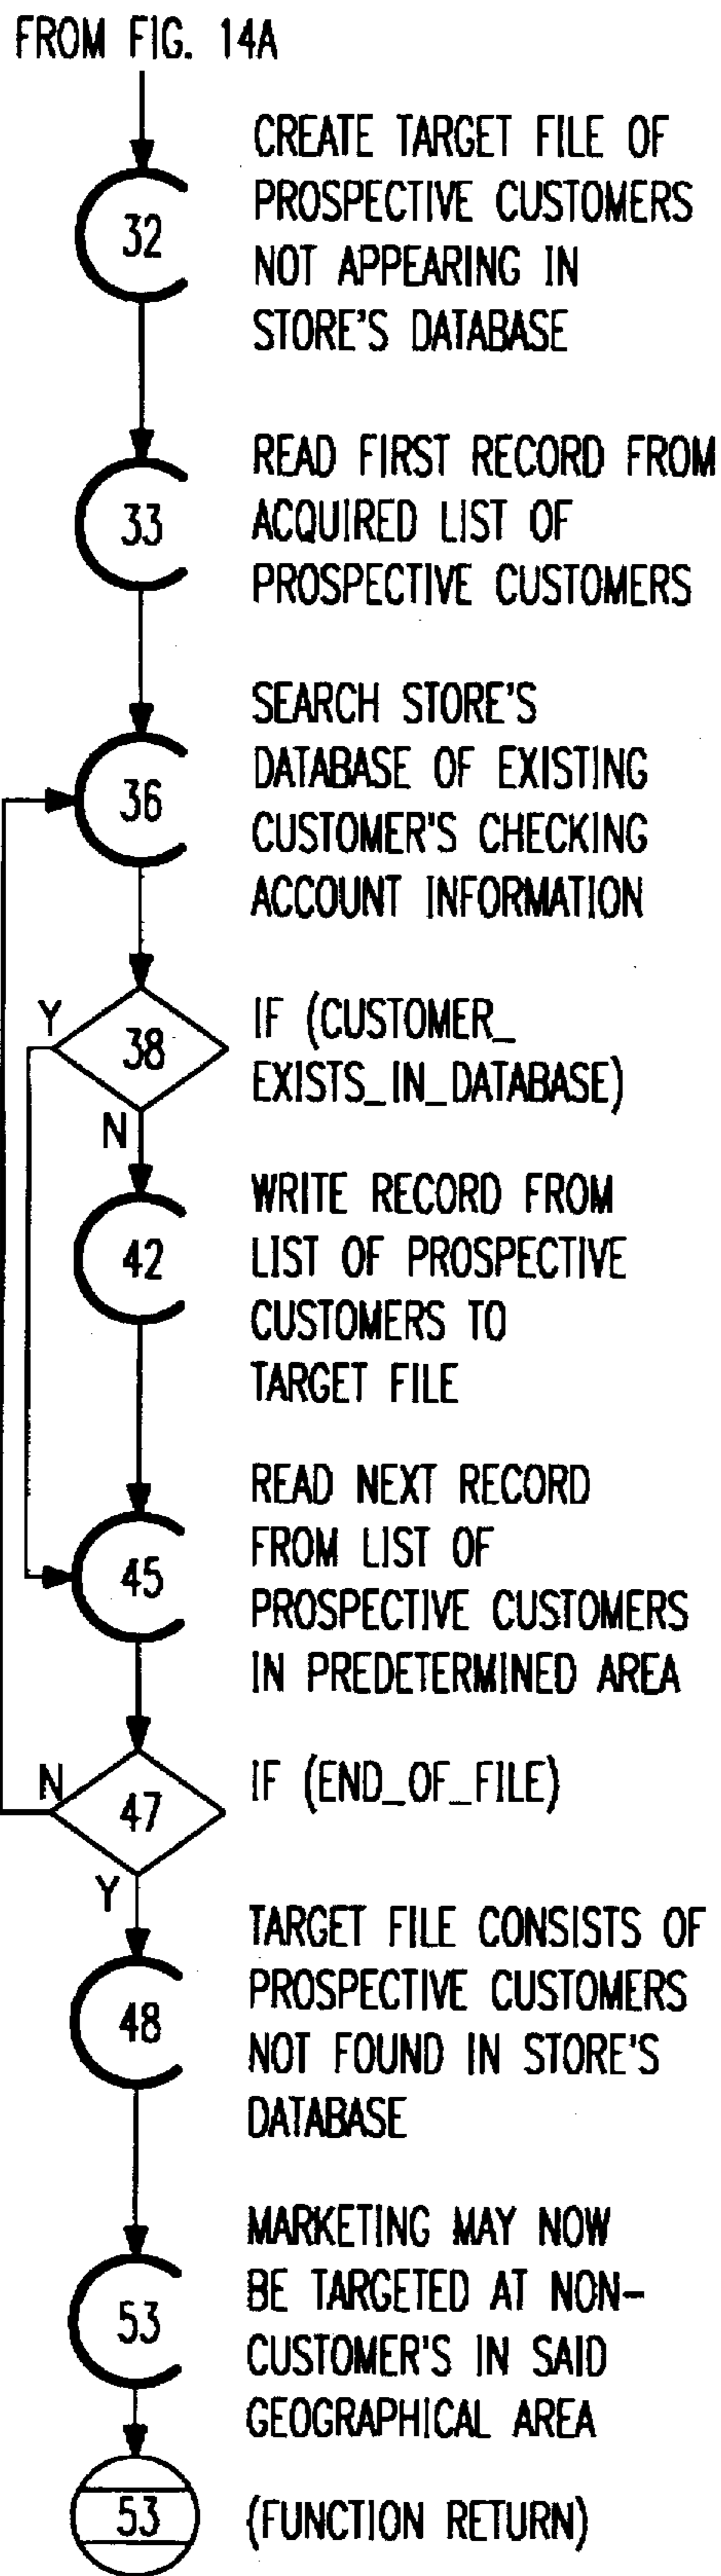 FROM FIG. 14A
32
CREATE TARGET FILE OF
PROSPECTIVE CUSTOMERS
NOT APPEARING IN
STORE'S DATABASE
33
READ FIRST RECORD FROM
ACQUIRED LIST OF
PROSPECTIVE CUSTOMERS
36
SEARCH STORE'S
DATABASE OF EXISTING
CUSTOMER'S CHECKING
ACCOUNT INFORMATION
Y
38
IF (CUSTOMER_
EXISTS_IN_DATABASE)
N
42
WRITE RECORD FROM
LIST OF PROSPECTIVE
CUSTOMERS TO
TARGET FILE
45
READ NEXT RECORD
FROM LIST OF
PROSPECTIVE CUSTOMERS
IN PREDETERMINED AREA
N
47
IF (END_OF_FILE)
Y
48
TARGET FILE CONSISTS OF
PROSPECTIVE CUSTOMERS
NOT FOUND IN STORE'S
DATABASE
53
MARKETING MAY NOW
BE TARGETED AT NON-
CUSTOMER'S IN SAID
GEOGRAPHICAL AREA
53
(FUNCTION RETURN)